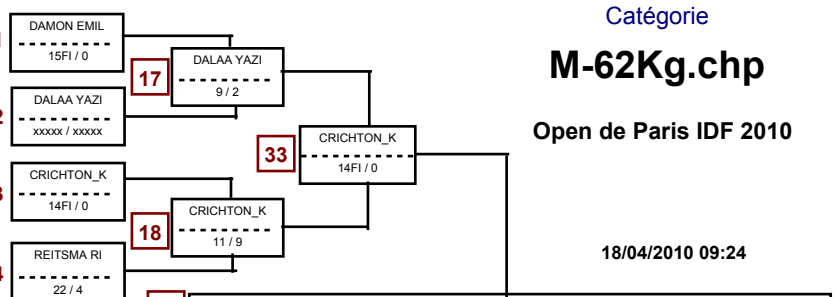 Catégorie
M-62Kg.chp
Open de Paris IDF 2010
18/04/2010 09:24
DAMON EMIL
15FI / 0
DALAA YAZI
xxxxx / xxxxx
CRICHTON_K
14FI / 0
REITSMA RI
22 / 4
17
DALAA YAZI
9 / 2
18
CRICHTON_K
11 / 9
33
CRICHTON_K
14FI / 0